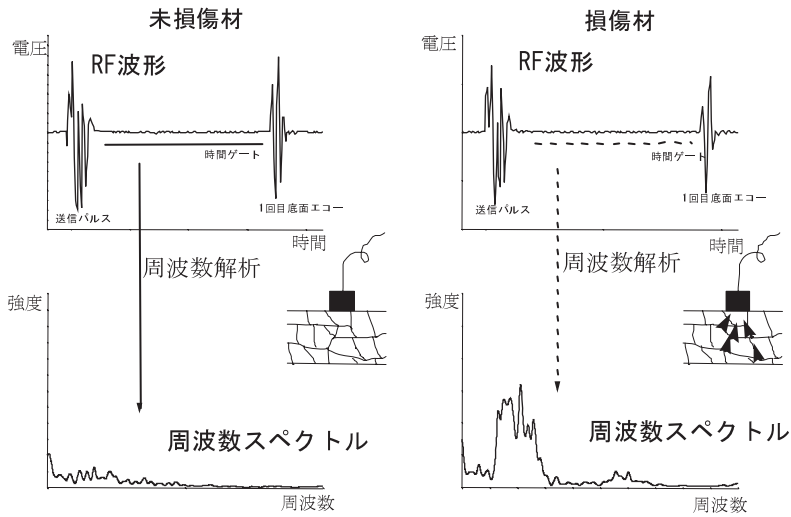 未損傷材
電圧
RF波形
時間ゲート
送信パルス
1回目底面エコー
時間
周波数解析
強度
周波数スペクトル
周波数
損傷材
電圧
RF波形
時間ゲート
送信パルス
1回目底面エコー
時間
周波数解析
強度
周波数スペクトル
周波数